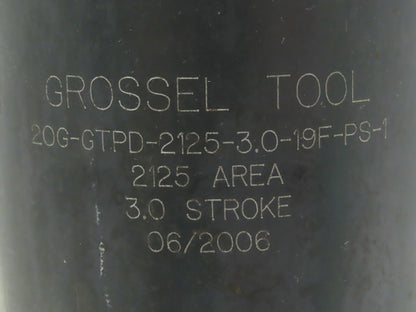 GROSSEL TOOL
20G-GTPD-2125-3.0-19F-PS-1
2125 AREA
3.0 STROKE
06/2006